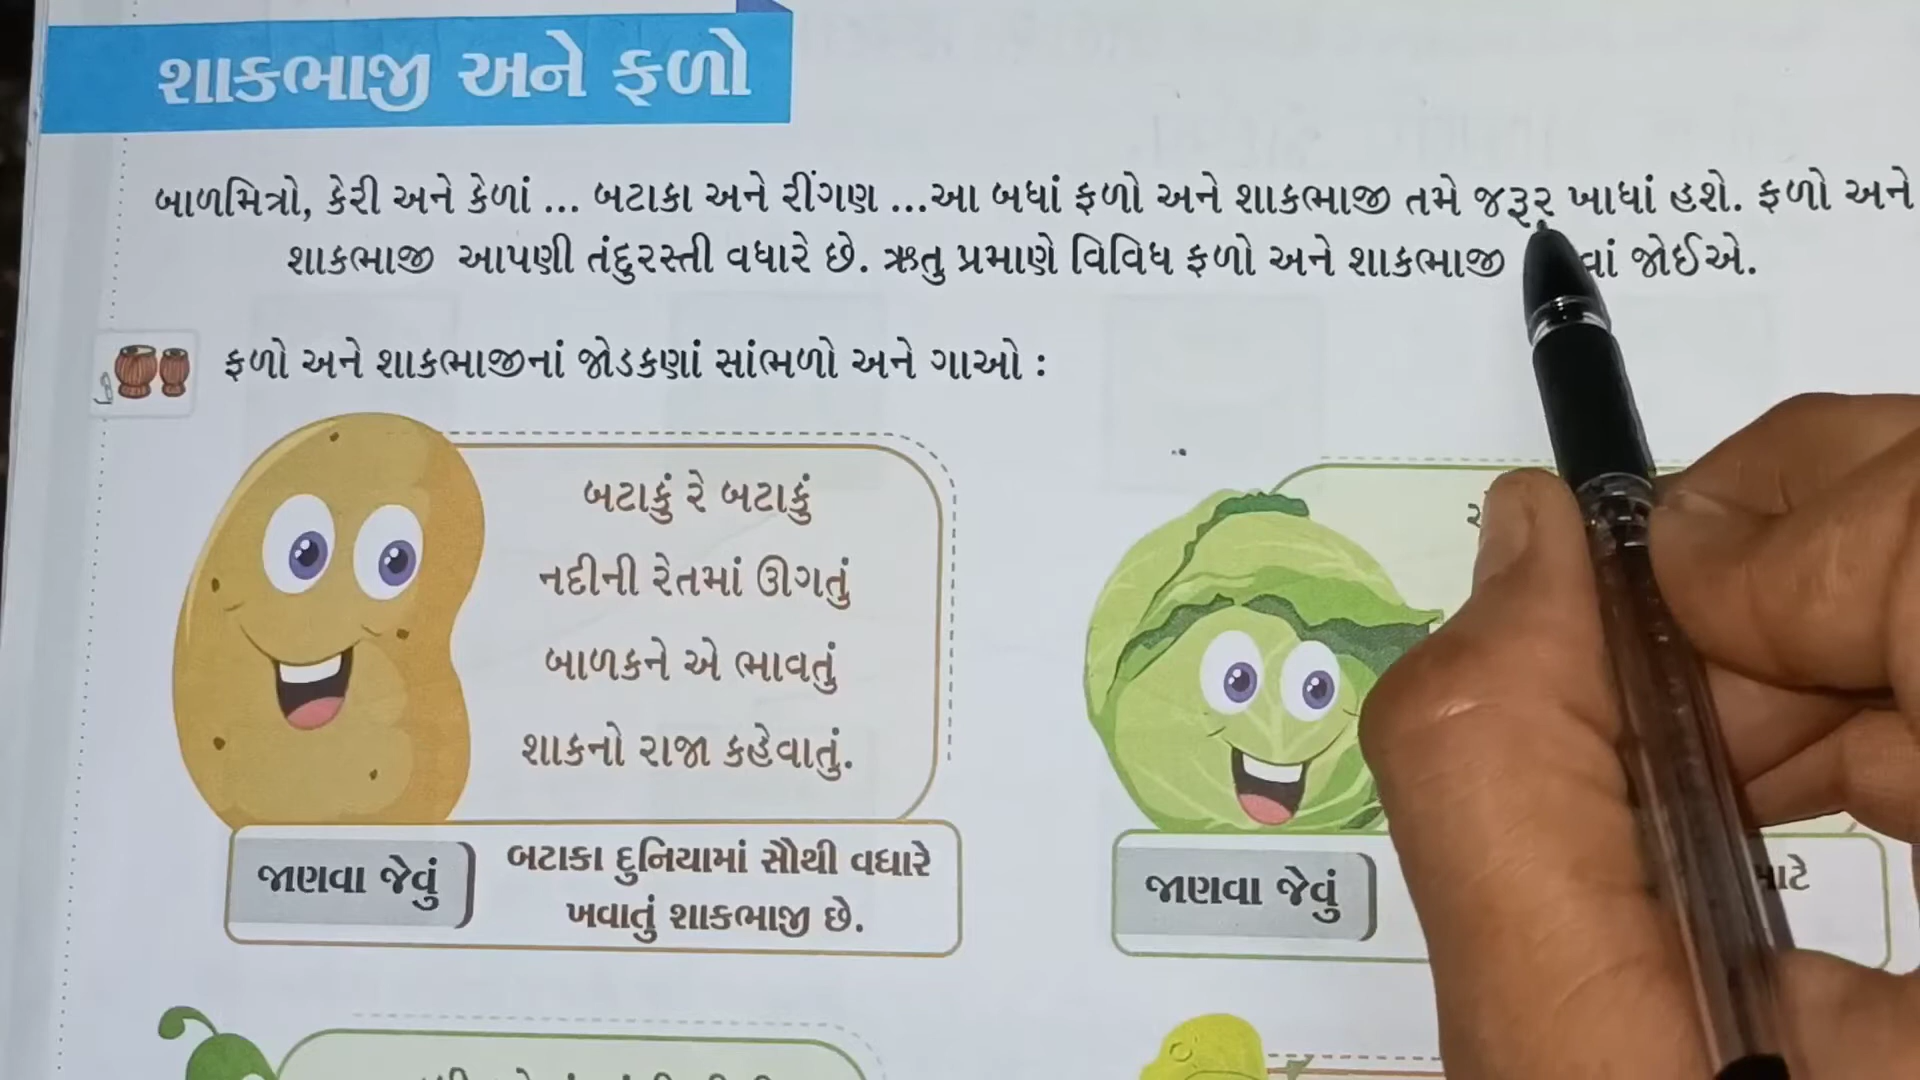 શાકભાજી અને ફળો
બાળમિત્રો, કેરી અને કેળાં ... બટાકા અને રીંગણ ...આ બધાં ફળો અને શાકભાજી તમે જરૂર ખાધાં હશે. ફળો અને
શાકભાજી આપણી તંદુરસ્તી વધારે છે. ઋતુ પ્રમાણે વિવિધ ફળો અને શાકભાજી જોઈએ.
ફળો અને શાકભાજીનાં જોડકણાં સાંભળો અને ગાઓ :
બટાકું રે બટાકું
નદીની રેતમાં ઊગતું
બાળકને એ ભાવતું
શાકનો રાજા કહેવાતું.
જાણવા જેવું
બટાકા દુનિયામાં સૌથી વધારે
ખવાતું શાકભાજી છે.
જાણવા જેવું